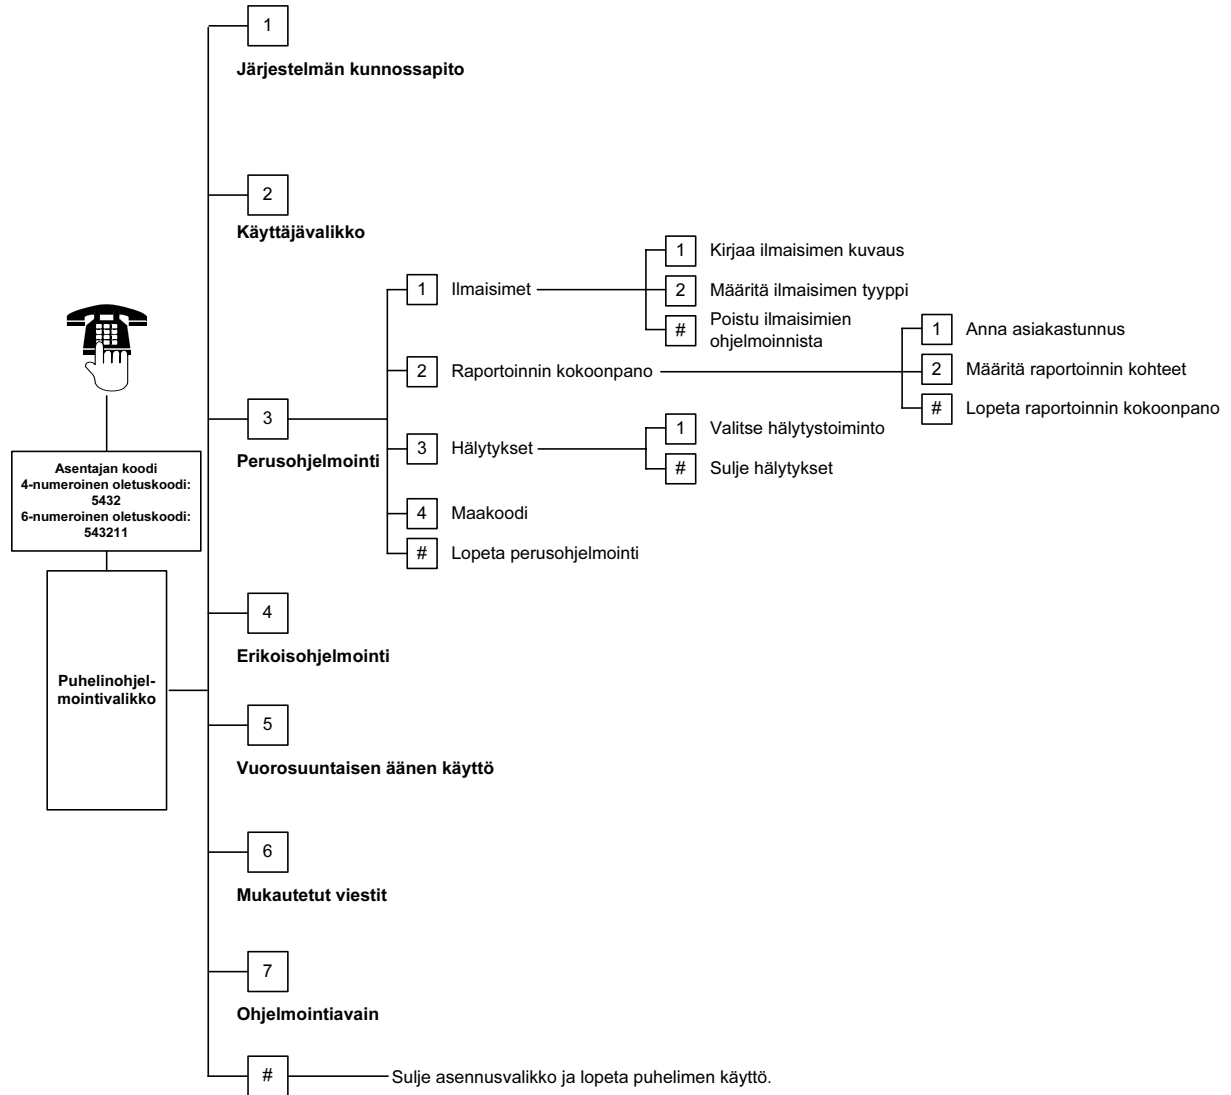 1
Järjestelmän kunnossapito
2
Käyttäjävalikko
Asentajan koodi
4-numeroinen oletuskoodi:
5432
6-numeroinen oletuskoodi:
543211
Puhelinohjel-
mointivalikko
3
Perusohjelmointi
1 Ilmaisimet
1 Kirjaa ilmaisimen kuvaus
2 Määritä ilmaisimen tyyppi
# Poistu ilmaisimien
ohjelmoinnista
2 Raportoinnin kokoonpano
1 Anna asiakastunnus
2 Määritä raportoinnin kohteet
# Lopeta raportoinnin kokoonpano
3 Hälytykset
1 Valitse hälytystoiminto
# Sulje hälytykset
4 Maakoodi
# Lopeta perusohjelmointi
4
Erikoisohjelmointi
5
Vuorosuuntaisen äänen käyttö
6
Mukautetut viestit
7
Ohjelmointiavain
# Sulje asennusvalikko ja lopeta puhelimen käyttö.